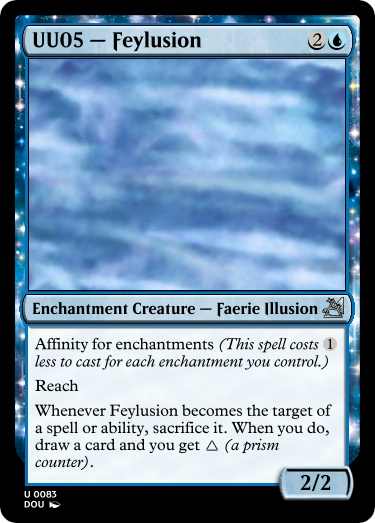 UU05 — Feylusion 2
Enchantment Creature — Faerie Illusion
Affinity for enchantments (This spell costs 1
less to cast for each enchantment you control.)
Reach
Whenever Feylusion becomes the target of
a spell or ability, sacrifice it. When you do,
draw a card and you get △ (a prism
counter).
2/2
U 0083
DOU